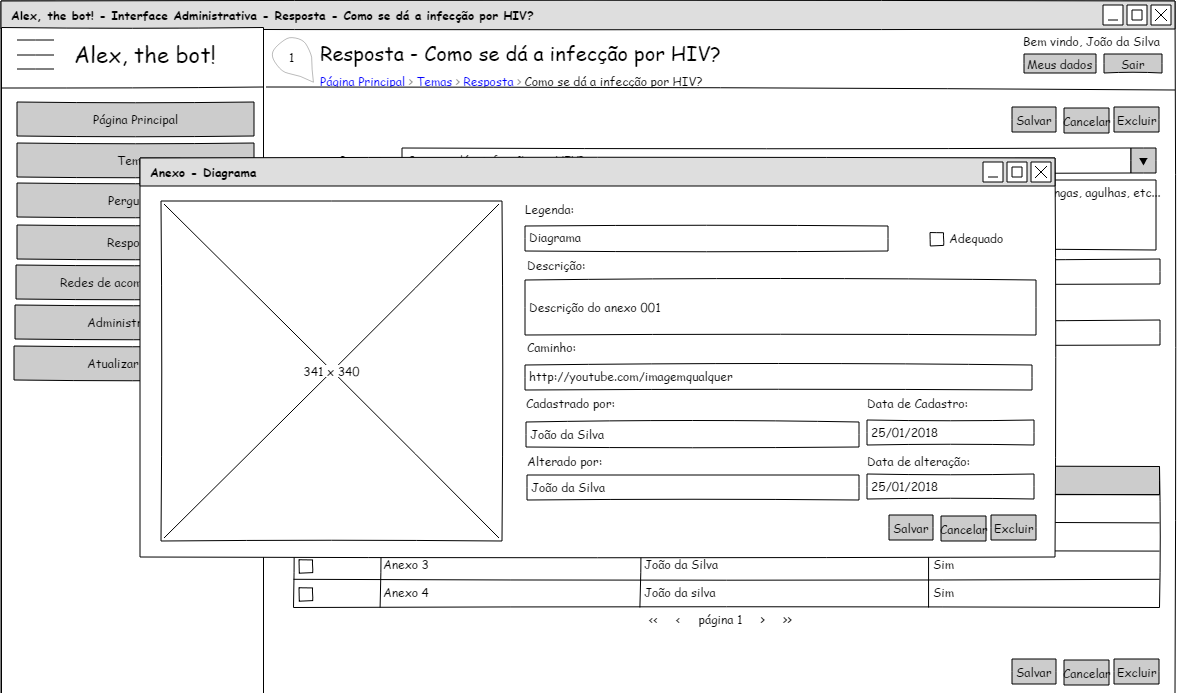 Alex, the bot! - Interface Administrativa - Resposta - Como se dá a infecção por HIV?
Alex, the bot!
1
Resposta - Como se dá a infecção por HIV?
Página Principal > Temas > Resposta > Como se dá a infecção por HIV?
Bem vindo, João da Silva
Meus dados
Sair
Página Principal
Salvar
Cancelar
Excluir
Anexo - Diagrama
ngas, agulhas, etc...
341 x 340
Legenda:
Diagrama
Adequado
Descrição:
Descrição do anexo 001
Caminho:
http://youtube.com/imagemqualquer
Cadastrado por:
Data de Cadastro:
João da Silva
25/01/2018
Alterado por:
Data de alteração:
João da Silva
25/01/2018
Salvar
Cancelar
Excluir
Tem
Pergu
Respo
Redes de acom
Administr
Atualizar
Anexo 3
João da Silva
Sim
Anexo 4
João da silva
Sim
<< < página 1 > >>
Salvar
Cancelar
Excluir